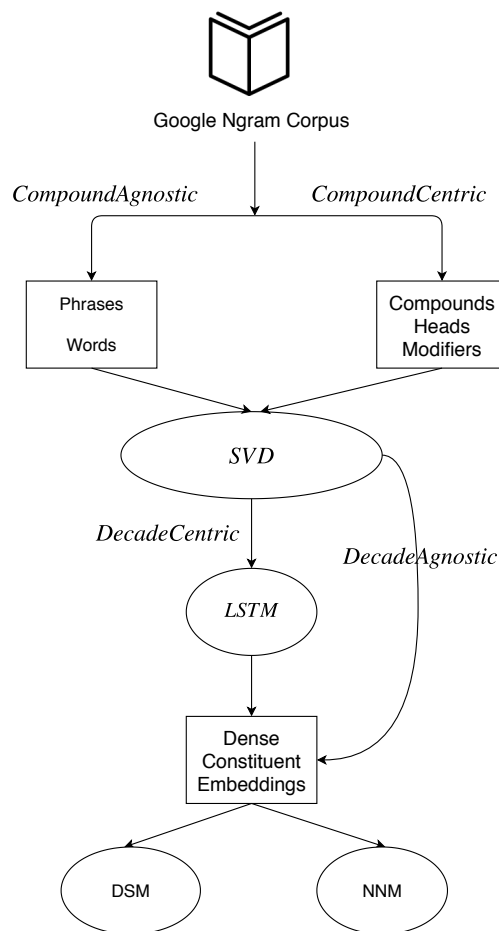 Google Ngram Corpus
CompoundAgnostic
CompoundCentric
Phrases
Words
Compounds
Heads
Modifiers
SVD
DecadeCentric
DecadeAgnostic
LSTM
Dense
Constituent
Embeddings
DSM
NNM